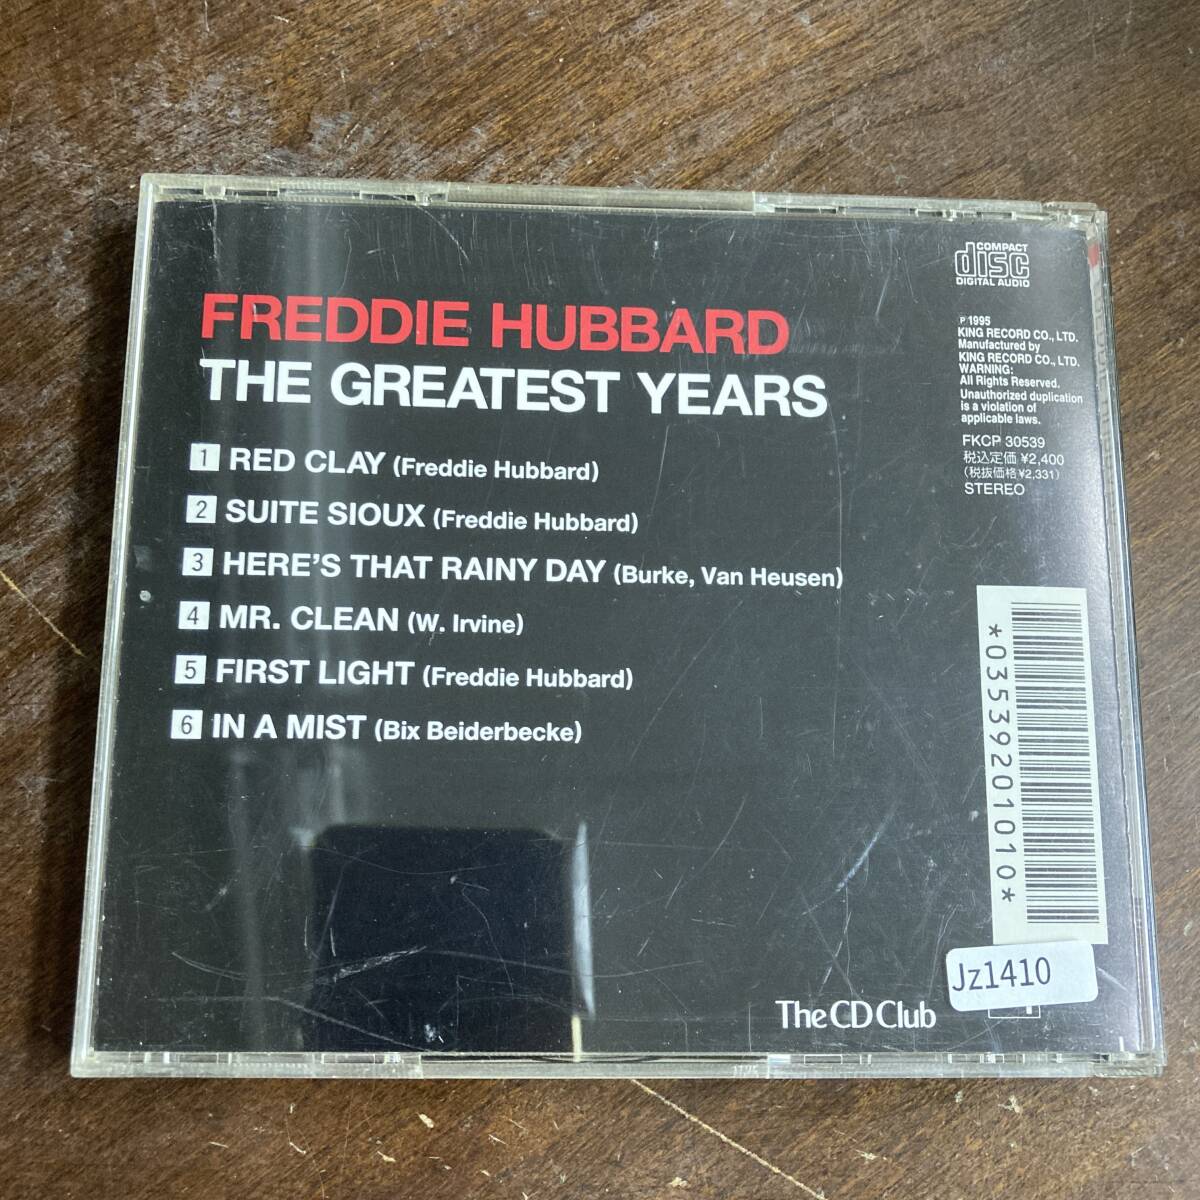 COMPACT
disc
DIGITAL AUDIO
FREDDIE HUBBARD
THE GREATEST YEARS
1 RED CLAY (Freddie Hubbard)
2 SUITE SIOUX (Freddie Hubbard)
3 HERE'S THAT RAINY DAY (Burke, Van Heusen)
4 MR. CLEAN (W. Irvine)
5 FIRST LIGHT (Freddie Hubbard)
6 IN A MIST (Bix Beiderbecke)
℗ 1995
KING RECORD CO., LTD.
Manufactured by
KING RECORD CO., LTD.
WARNING:
All Rights Reserved.
Unauthorized duplication
is a violation of
applicable laws.
FKCP 30539
税込定価 ¥2,400
(税抜価格¥2,331)
STEREO
*0353920101010*
Jz1410
The CD Club